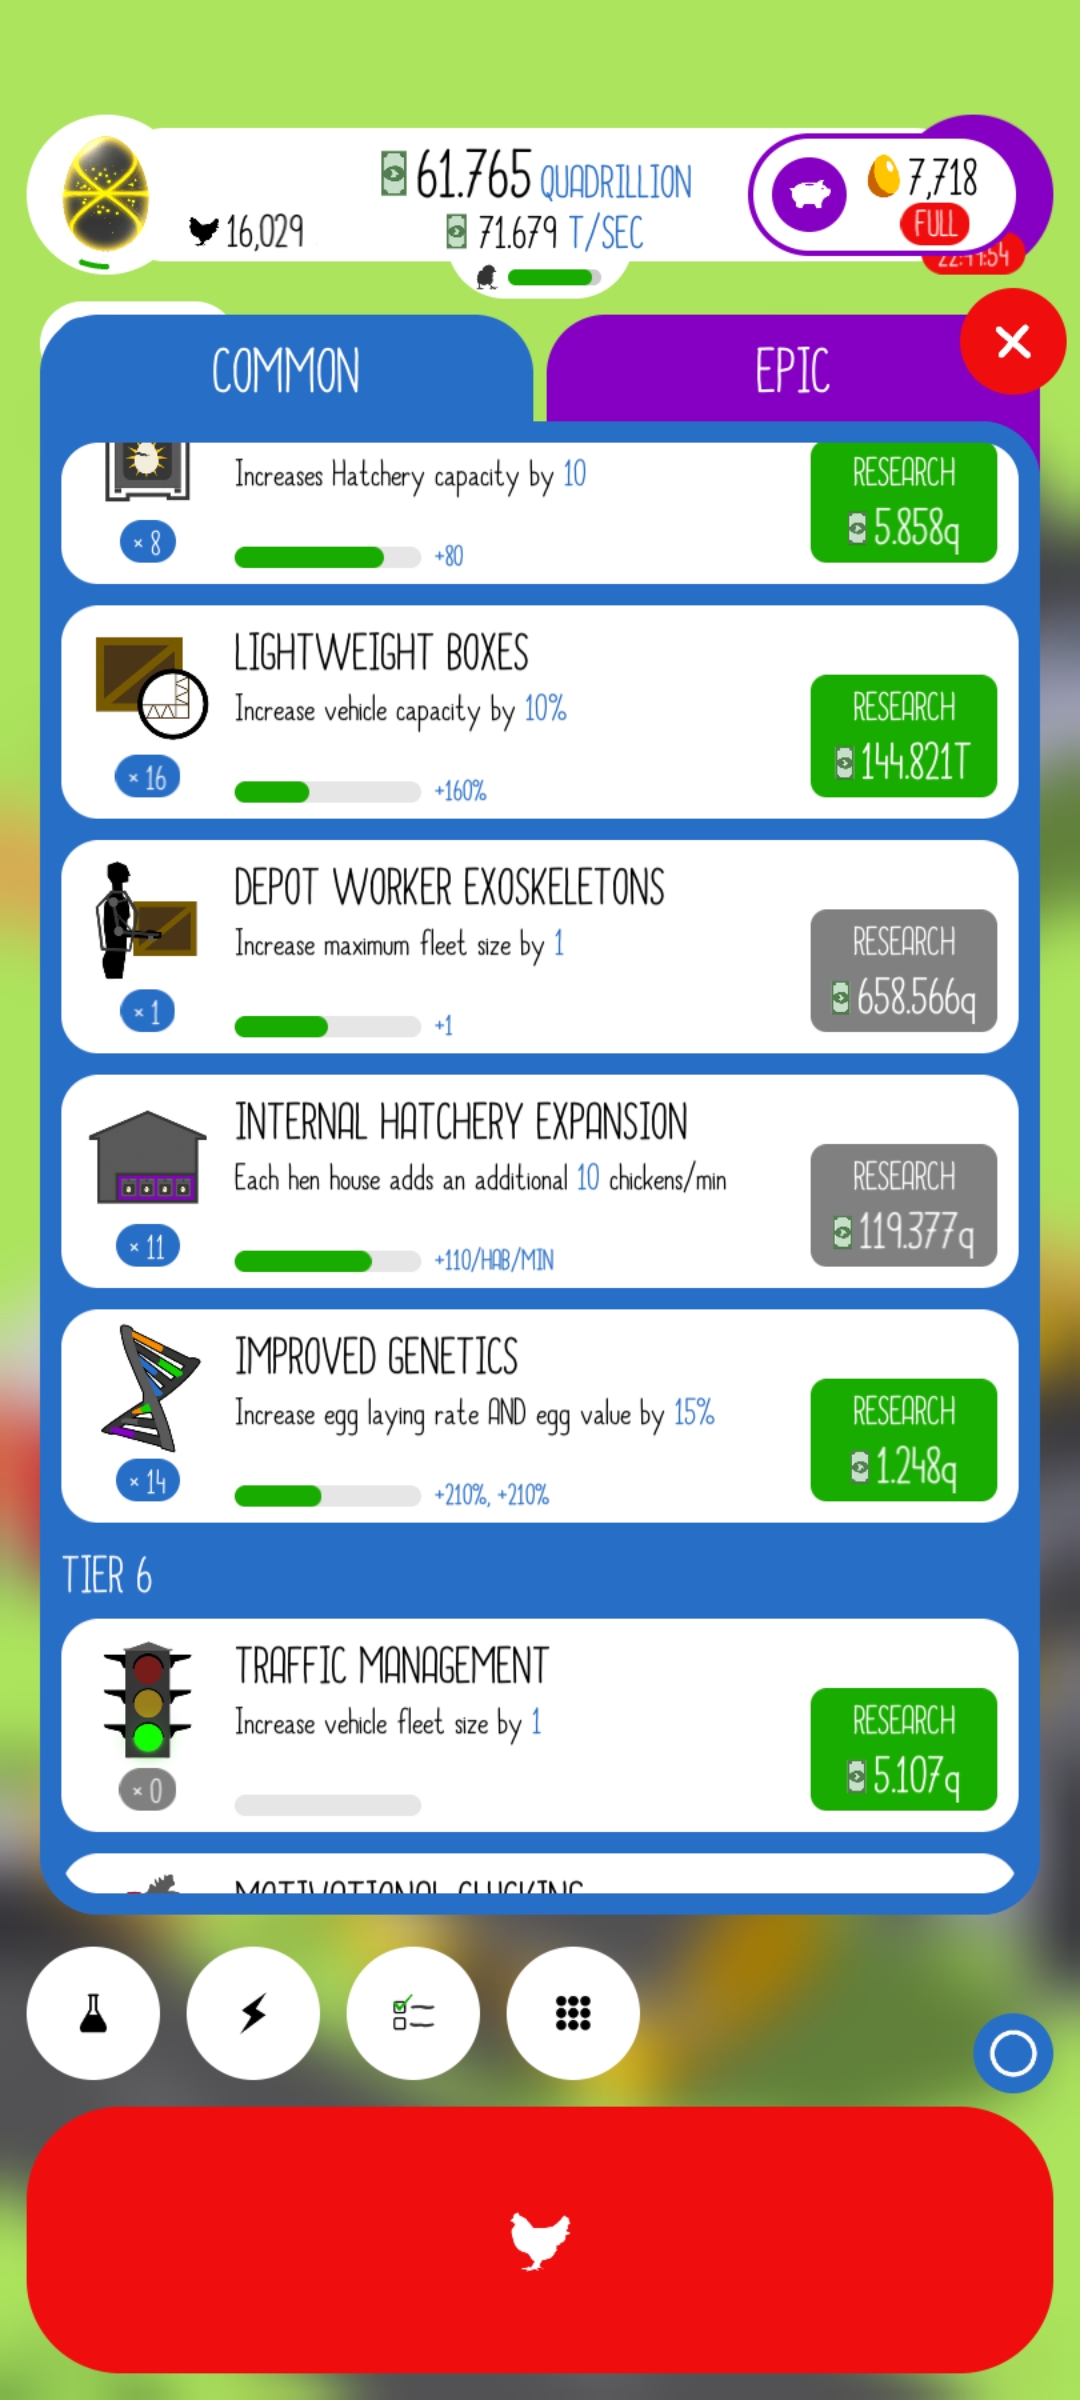 61.765 QUADRILLION
16,029
71.679 T/SEC
7,718
FULL
COMMON
EPIC
Increases Hatchery capacity by 10
× 8
+80
RESEARCH
5.858q
LIGHTWEIGHT BOXES
Increase vehicle capacity by 10%
× 16
+160%
RESEARCH
144.821T
DEPOT WORKER EXOSKELETONS
Increase maximum fleet size by 1
× 1
+1
RESEARCH
658.566q
INTERNAL HATCHERY EXPANSION
Each hen house adds an additional 10 chickens/min
× 11
+110/HAB/MIN
RESEARCH
119.377q
IMPROVED GENETICS
Increase egg laying rate AND egg value by 15%
× 14
+210%, +210%
RESEARCH
1.248q
TIER 6
TRAFFIC MANAGEMENT
Increase vehicle fleet size by 1
× 0
RESEARCH
5.107q
MOTIVATIONAL CLUCKING